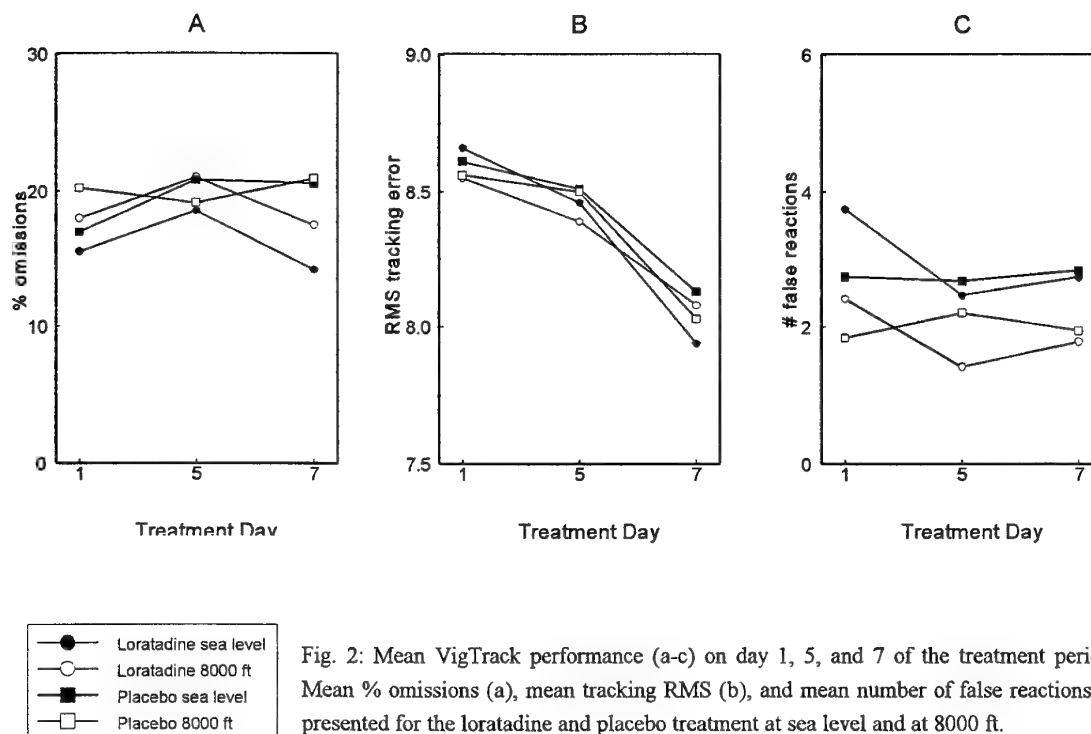 A
B
C
30
20
10
0
% omissions
1 5 7
Treatment Day
9.0
8.5
8.0
7.5
RMS tracking error
1 5 7
Treatment Day
6
4
2
0
# false reactions
1 5 7
Treatment Day
Loratadine sea level
Loratadine 8000 ft
Placebo sea level
Placebo 8000 ft
Fig. 2: Mean VigTrack performance (a-c) on day 1, 5, and 7 of the treatment peri
Mean % omissions (a), mean tracking RMS (b), and mean number of false reactions
presented for the loratadine and placebo treatment at sea level and at 8000 ft.